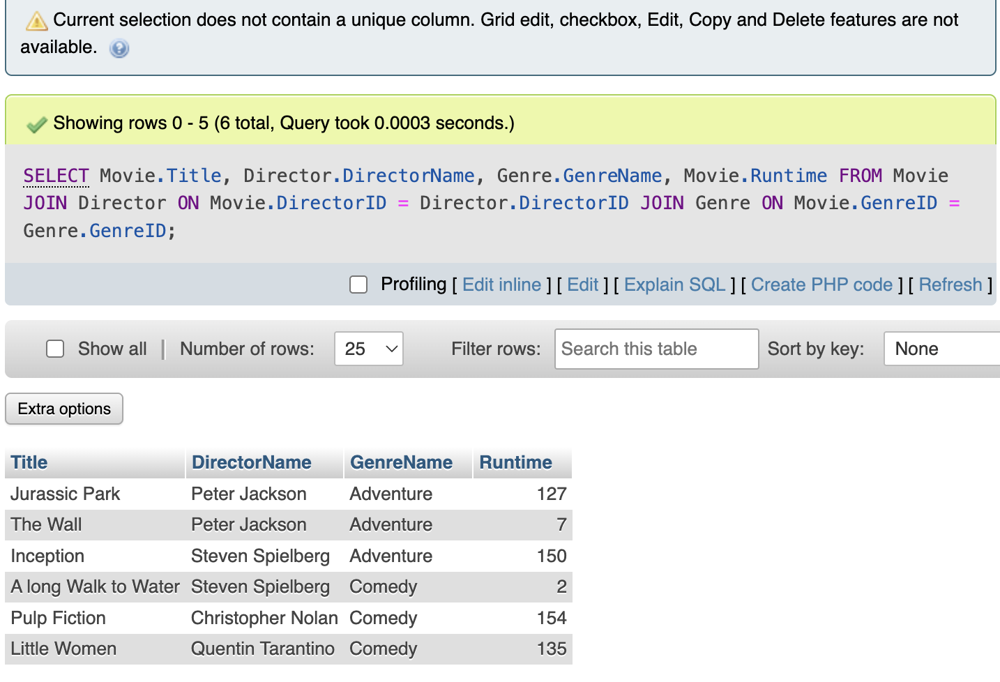 Current selection does not contain a unique column. Grid edit, checkbox, Edit, Copy and Delete features are not
available.
Showing rows 0 - 5 (6 total, Query took 0.0003 seconds.)
SELECT Movie.Title, Director.DirectorName, Genre.GenreName, Movie.Runtime FROM Movie
JOIN Director ON Movie.DirectorID = Director.DirectorID JOIN Genre ON Movie.GenreID =
Genre.GenreID;
Profiling [ Edit inline ] [ Edit ] [ Explain SQL ] [ Create PHP code ] [ Refresh ]
Show all | Number of rows: 25 Filter rows: Search this table Sort by key: None
Extra options
Title DirectorName GenreName Runtime
Jurassic Park Peter Jackson Adventure 127
The Wall Peter Jackson Adventure 7
Inception Steven Spielberg Adventure 150
A long Walk to Water Steven Spielberg Comedy 2
Pulp Fiction Christopher Nolan Comedy 154
Little Women Quentin Tarantino Comedy 135